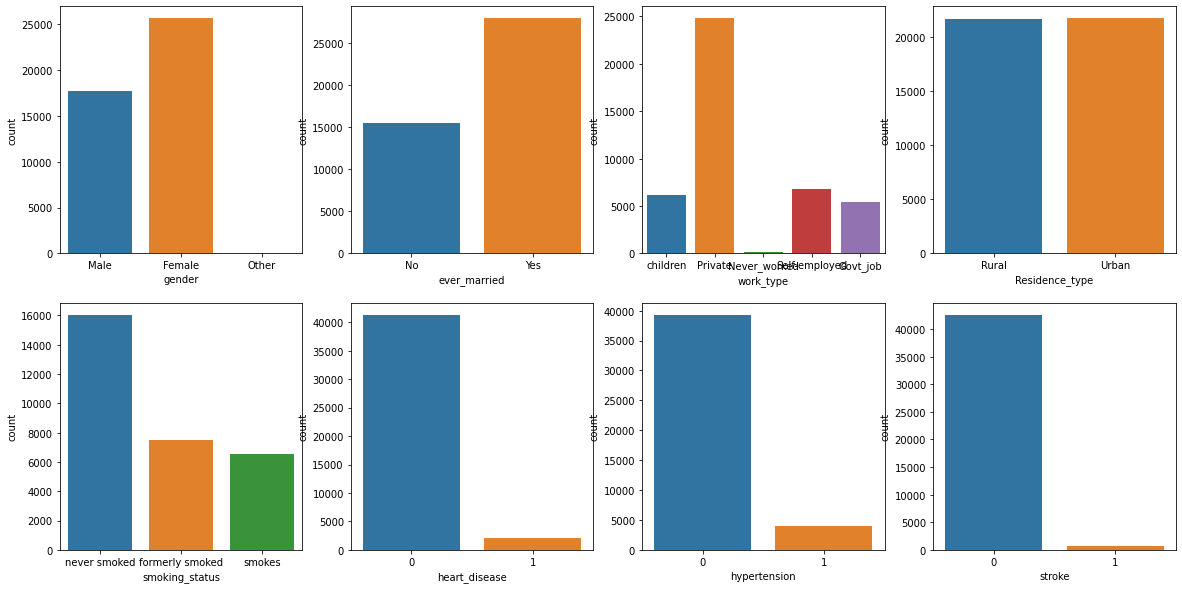 25000
20000
15000
10000
5000
0
count
Male Female Other
gender
25000
20000
15000
10000
5000
0
count
No Yes
ever_married
25000
20000
15000
10000
5000
0
count
children Private Never_worked Self-employed Govt_job
work_type
20000
15000
10000
5000
0
count
Rural Urban
Residence_type
16000
14000
12000
10000
8000
6000
4000
2000
0
count
never smoked formerly smoked smokes
smoking_status
40000
35000
30000
25000
20000
15000
10000
5000
0
count
0 1
heart_disease
40000
35000
30000
25000
20000
15000
10000
5000
0
count
0 1
hypertension
40000
35000
30000
25000
20000
15000
10000
5000
0
count
0 1
stroke